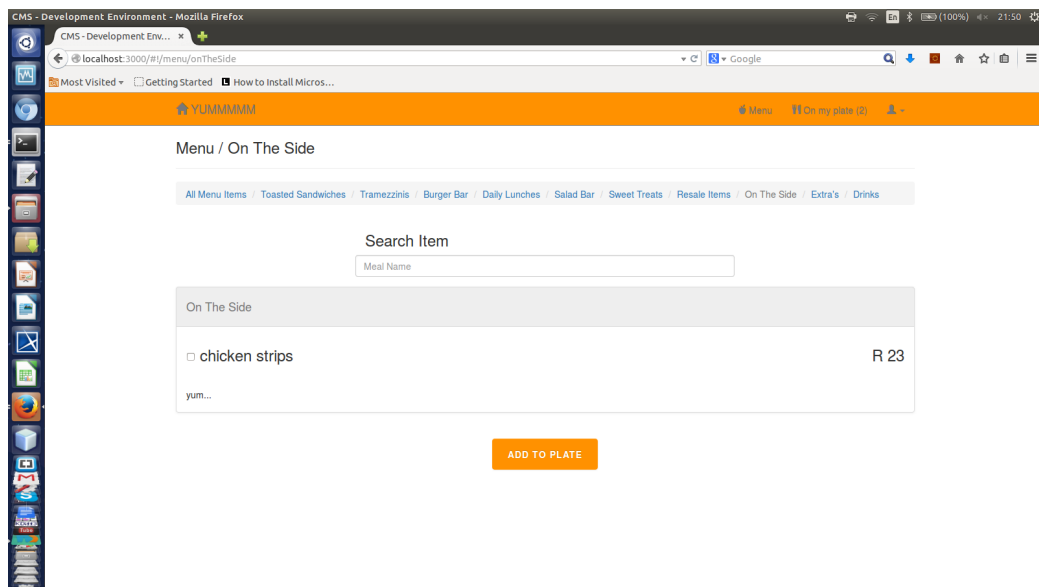 CMS - Development Environment - Mozilla Firefox En (100%) 21:50
CMS - Development Env...
localhost:3000/#!/menu/onTheSide Google
Most Visited Getting Started How to Install Micros...
YUMMMMM Menu On my plate (2)
Menu / On The Side
All Menu Items / Toasted Sandwiches / Tramezzinis / Burger Bar / Daily Lunches / Salad Bar / Sweet Treats / Resale Items / On The Side / Extra's / Drinks
Search Item
Meal Name
On The Side
chicken strips R 23
yum...
ADD TO PLATE